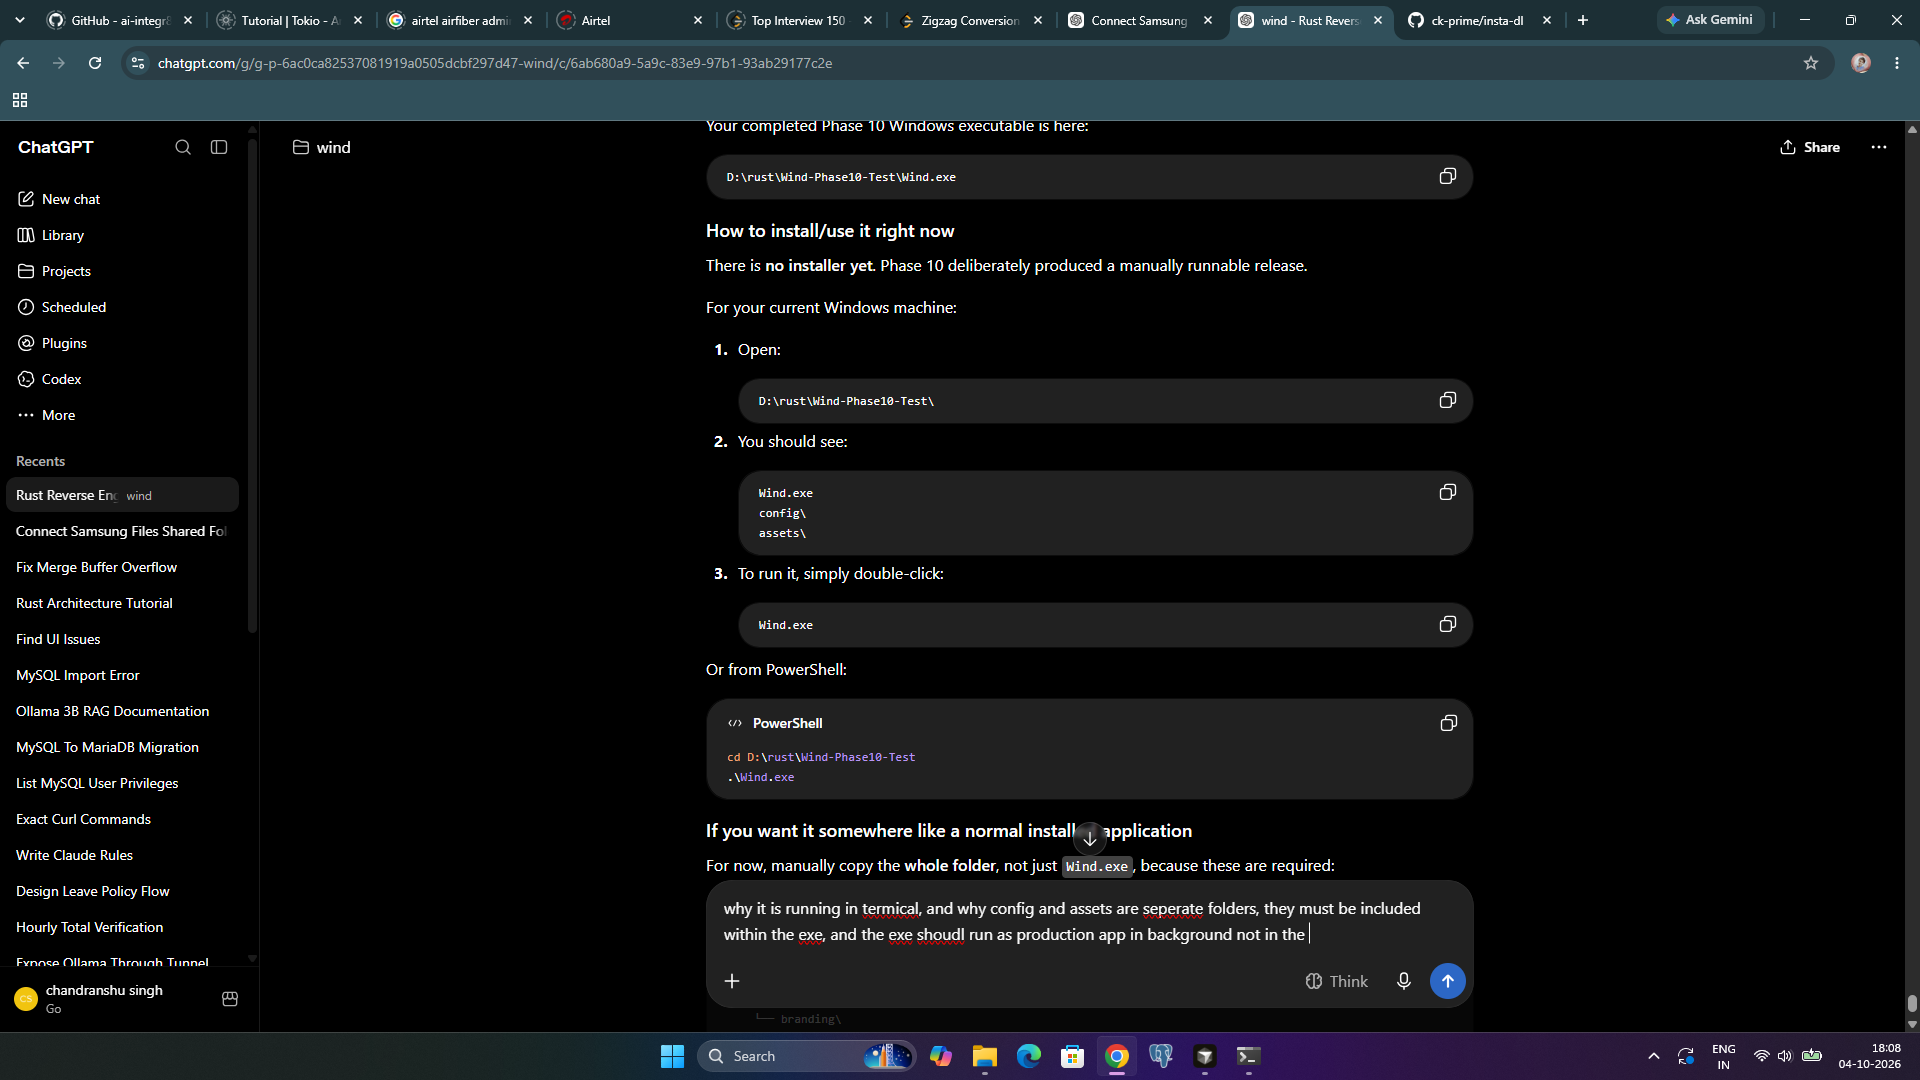 GitHub - ai-integr8
Tutorial | Tokio - A
airtel airfiber admi
Airtel
Top Interview 150
Zigzag Conversion
Connect Samsung
wind - Rust Revers
ck-prime/insta-dl
Ask Gemini
chatgpt.com/g/g-p-6ac0ca82537081919a0505dcbf297d47-wind/c/6ab680a9-5a9c-83e9-97b1-93ab29177c2e
ChatGPT
New chat
Library
Projects
Scheduled
Plugins
Codex
More
Recents
Rust Reverse Eng wind
Connect Samsung Files Shared Fol
Fix Merge Buffer Overflow
Rust Architecture Tutorial
Find UI Issues
MySQL Import Error
Ollama 3B RAG Documentation
MySQL To MariaDB Migration
List MySQL User Privileges
Exact Curl Commands
Write Claude Rules
Design Leave Policy Flow
Hourly Total Verification
Expose Ollama Through Tunnel
CS
chandranshu singh
Go
wind
Share
Your completed Phase 10 Windows executable is here:
D:\rust\Wind-Phase10-Test\Wind.exe
How to install/use it right now
There is no installer yet. Phase 10 deliberately produced a manually runnable release.
For your current Windows machine:
1. Open:
D:\rust\Wind-Phase10-Test\
2. You should see:
Wind.exe
config\
assets\
3. To run it, simply double-click:
Wind.exe
Or from PowerShell:
PowerShell
cd D:\rust\Wind-Phase10-Test
.\Wind.exe
If you want it somewhere like a normal install application
For now, manually copy the whole folder, not just Wind.exe, because these are required:
why it is running in termical, and why config and assets are seperate folders, they must be included
within the exe, and the exe shoudl run as production app in background not in the
Think
└─ branding\
Search
ENG
IN
18:08
04-10-2026